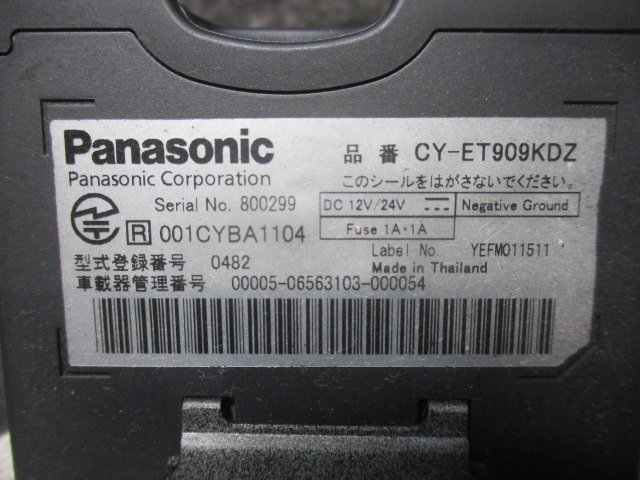 Panasonic
品番 CY-ET909KDZ
Panasonic Corporation
このシールをはがさないでください。
Serial No. 800299
DC 12V/24V
Negative Ground
Fuse 1A・1A
R 001CYBA1104
Label No. YEFM011511
型式登録番号 0482
Made in Thailand
車載器管理番号 00005-06563103-000054